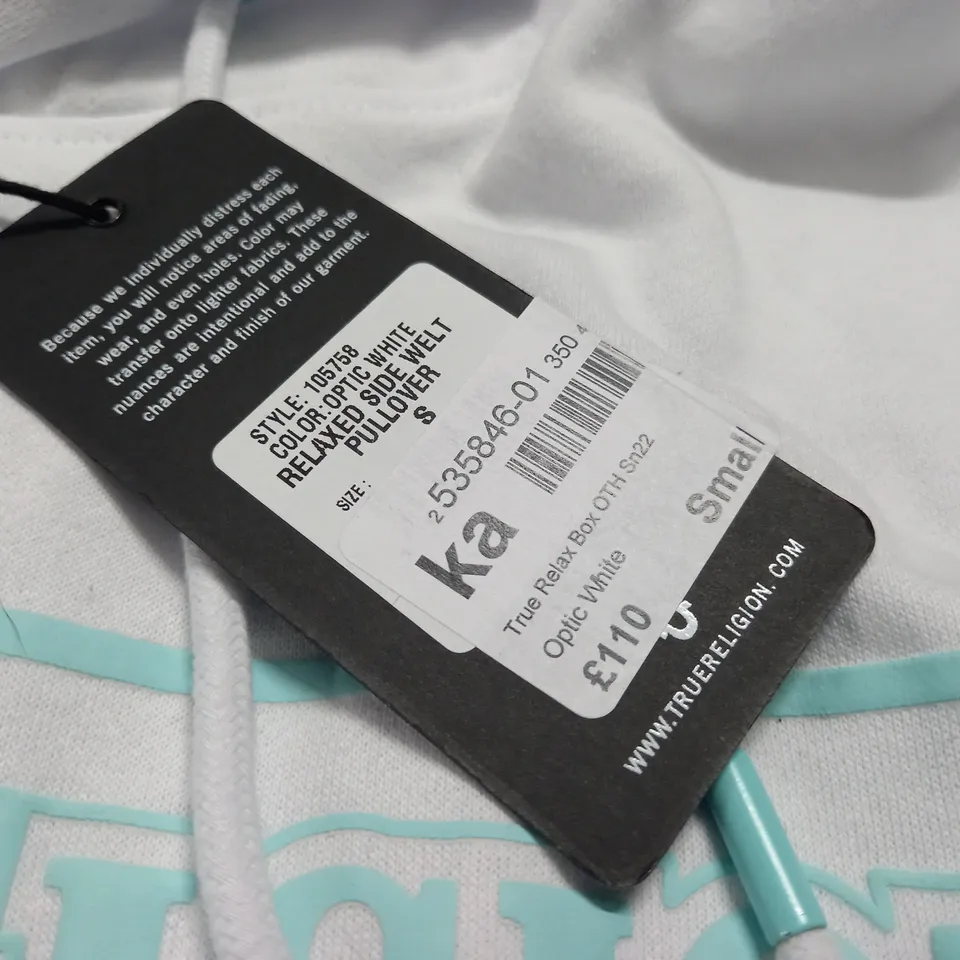 Because we individually distress each
item, you will notice areas of fading,
wear, and even holes. Color may
transfer onto lighter fabrics. These
nuances are intentional and add to the
character and finish of our garment.
STYLE: 105758
COLOR:OPTIC WHITE
RELAXED SIDE WELT
PULLOVER
SIZE: S
2 535846-01 350 4
ka
True Relax Box OTH Sn22
Optic White
Small
£110
WWW.TRUERELIGION.COM